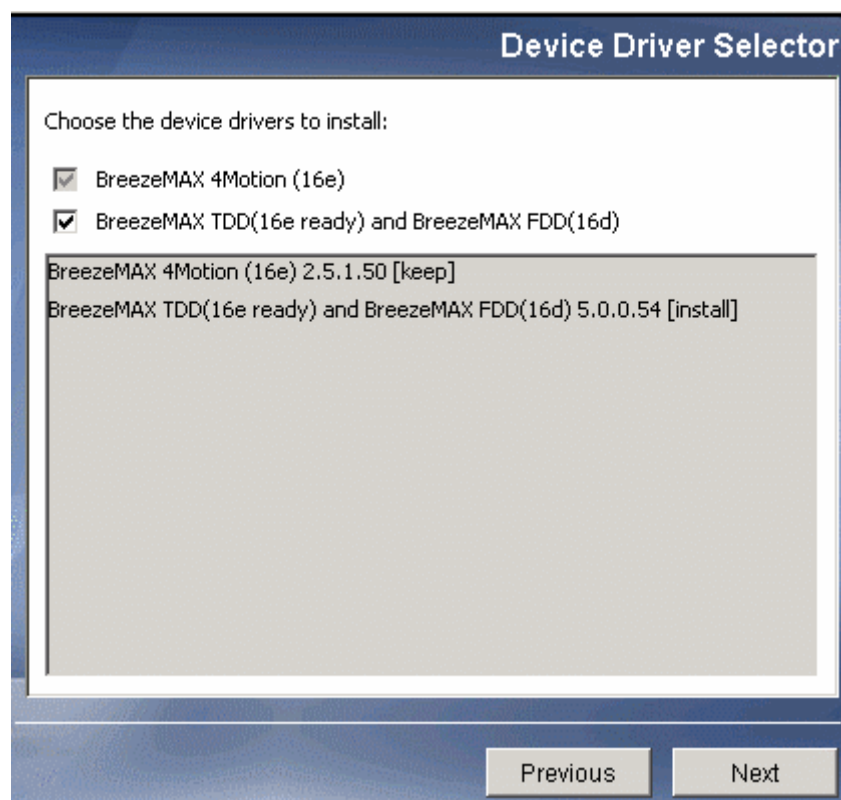 Device Driver Selector
Choose the device drivers to install:
BreezeMAX 4Motion (16e)
BreezeMAX TDD(16e ready) and BreezeMAX FDD(16d)
BreezeMAX 4Motion (16e) 2.5.1.50 [keep]
BreezeMAX TDD(16e ready) and BreezeMAX FDD(16d) 5.0.0.54 [install]
Previous
Next